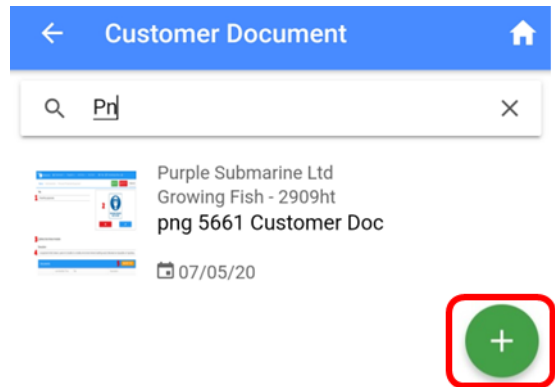 Customer Document
Pn
Purple Submarine Ltd
Growing Fish - 2909ht
png 5661 Customer Doc
07/05/20
+